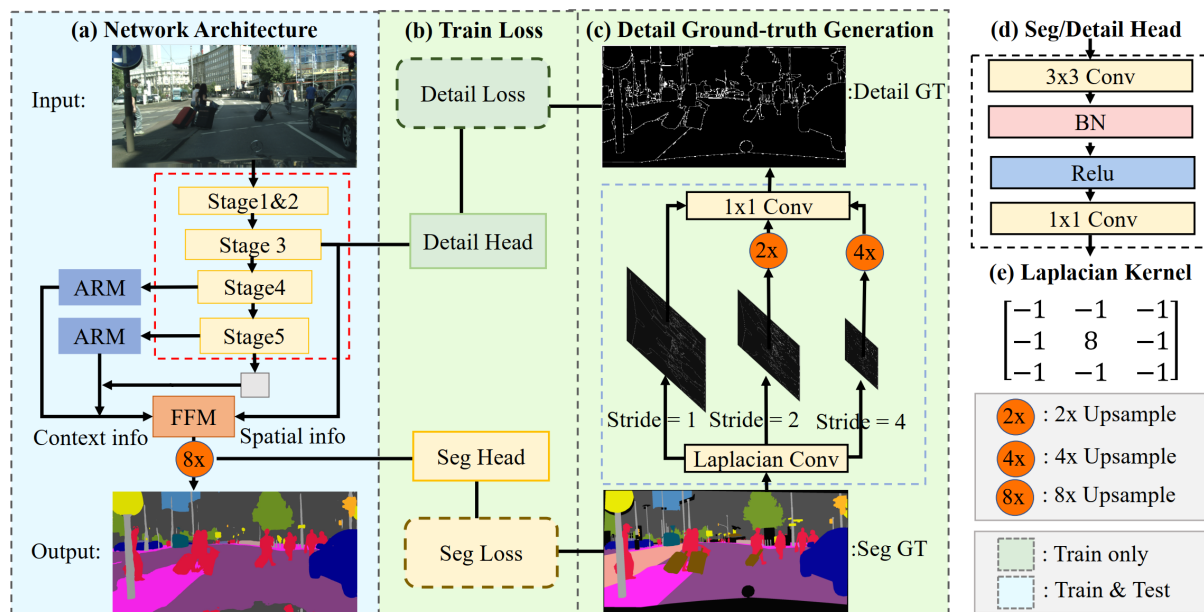 (a) Network Architecture
Input:
Stage1&2
Stage 3
Stage4
Stage5
ARM
ARM
FFM
Context info
Spatial info
8x
Output:
(b) Train Loss
Detail Loss
Detail Head
Seg Head
Seg Loss
(c) Detail Ground-truth Generation
:Detail GT
1x1 Conv
2x
4x
Stride = 1
Stride = 2
Stride = 4
Laplacian Conv
:Seg GT
(d) Seg/Detail Head
3x3 Conv
BN
Relu
1x1 Conv
(e) Laplacian Kernel
−1 −1 −1
−1 8 −1
−1 −1 −1
2x : 2x Upsample
4x : 4x Upsample
8x : 8x Upsample
: Train only
: Train & Test